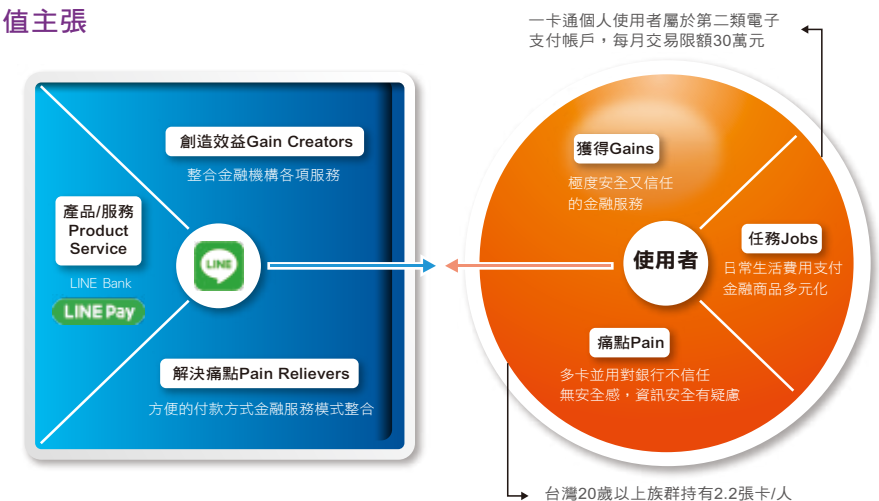 值主張
一卡通個人使用者屬於第二類電子
支付帳戶，每月交易限額30萬元
創造效益Gain Creators
整合金融機構各項服務
產品/服務
Product
Service
LINE Bank
LINE Pay
LINE
解決痛點Pain Relievers
方便的付款方式金融服務模式整合
獲得Gains
極度安全又信任
的金融服務
使用者
任務Jobs
日常生活費用支付
金融商品多元化
痛點Pain
多卡並用對銀行不信任
無安全感，資訊安全有疑慮
台灣20歲以上族群持有2.2張卡/人